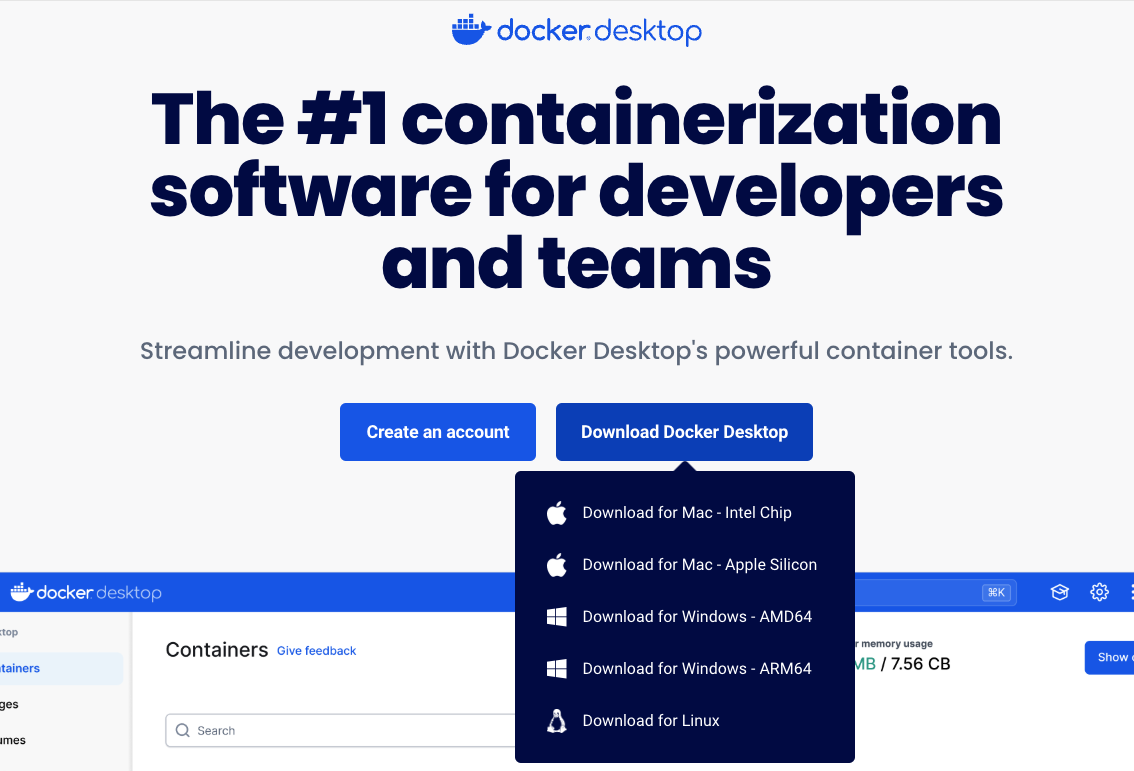 docker desktop
The #1 containerization
software for developers
and teams
Streamline development with Docker Desktop's powerful container tools.
Create an account
Download Docker Desktop
Download for Mac - Intel Chip
Download for Mac - Apple Silicon
Download for Windows - AMD64
Download for Windows - ARM64
Download for Linux
docker desktop
⌘K
ktop
ntainers
ges
umes
Containers Give feedback
Search
r memory usage
MB / 7.56 CB
Show